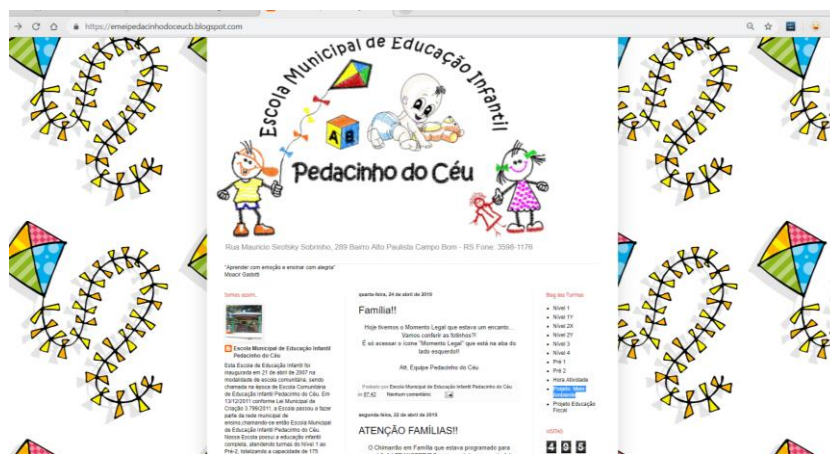 https://emeipedacinhodoceucb.blogspot.com
Escola Municipal de Educação Infantil
A B
Pedacinho do Céu
Rua Mauricio Sirotsky Sobrinho, 289 Bairro Alto Paulista Campo Bom - RS Fone: 3598-1176
"Aprender com emoção e ensinar com alegria"
Moacir Gadotti
Somos assim...
Escola Municipal de Educação Infantil
Pedacinho do Céu
Esta Escola de Educação Infantil foi
inaugurada em 21 de abril de 2007 na
modalidade de escola comunitária, sendo
chamada na época de Escola Comunitária
de Educação Infantil Pedacinho do Céu. Em
13/12/2011 conforme Lei Municipal de
Criação 3.799/2011, a Escola passou a fazer
parte da rede municipal de
ensino,chamando-se então Escola Municipal
de Educação Infantil Pedacinho do Céu.
Nossa Escola possui a educação infantil
completa, atendendo turmas do Nível 1 ao
Pré-2, totalizando a capacidade de 175
quarta-feira, 24 de abril de 2019
Família!!
Hoje tivemos o Momento Legal que estava um encanto...
Vamos conferir as fotinhos?!
É só acessar o ícone "Momento Legal" que está na aba do
lado esquerdo!!
Att, Equipe Pedacinho do Céu
Postado por Escola Municipal de Educação Infantil Pedacinho do Céu
às 07:42 Nenhum comentário:
segunda-feira, 22 de abril de 2019
ATENÇÃO FAMÍLIAS!!
O Chimarrão em Família que estava programado para
Blog das Turmas
Nível 1
Nível 1Y
Nível 2X
Nível 2Y
Nível 3
Nível 4
Pré 1
Pré 2
Hora Atividade
Projeto Meio
Ambiente
Projeto Educação
Fiscal
VISITAS
4 9 5